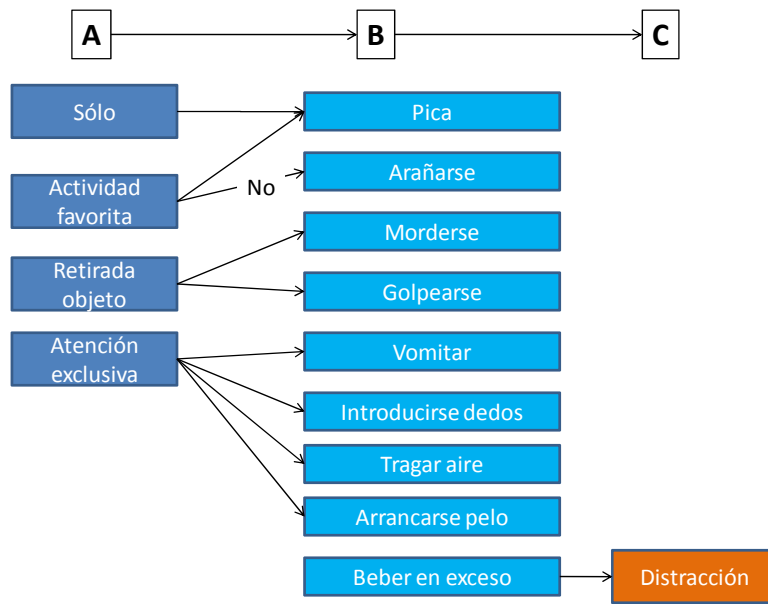 A
B
C
Sólo
Pica
Actividad
favorita
No
Arañarse
Retirada
objeto
Morderse
Golpearse
Atención
exclusiva
Vomitar
Introducirse dedos
Tragar aire
Arrancarse pelo
Beber en exceso
Distracción